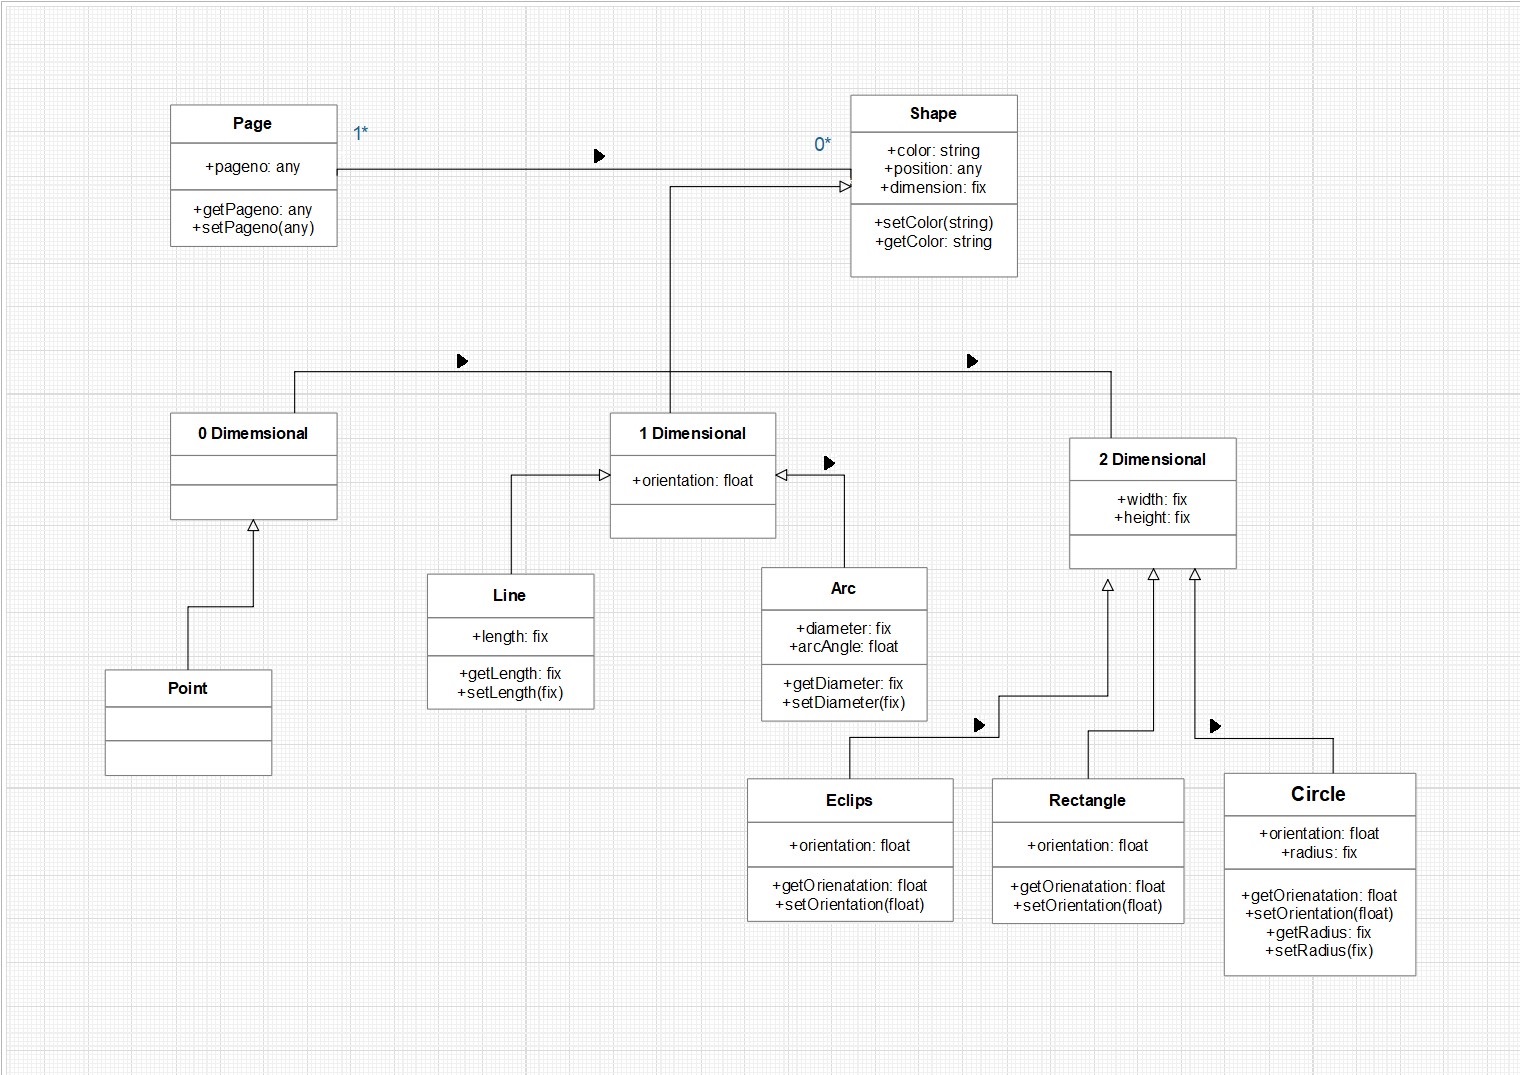 Page
+pageno: any
+getPageno: any
+setPageno(any)
1*
0*
Shape
+color: string
+position: any
+dimension: fix
+setColor(string)
+getColor: string
0 Dimemsional
1 Dimensional
+orientation: float
2 Dimensional
+width: fix
+height: fix
Point
Line
+length: fix
+getLength: fix
+setLength(fix)
Arc
+diameter: fix
+arcAngle: float
+getDiameter: fix
+setDiameter(fix)
Eclips
+orientation: float
+getOrienatation: float
+setOrientation(float)
Rectangle
+orientation: float
+getOrienatation: float
+setOrientation(float)
Circle
+orientation: float
+radius: fix
+getOrienatation: float
+setOrientation(float)
+getRadius: fix
+setRadius(fix)